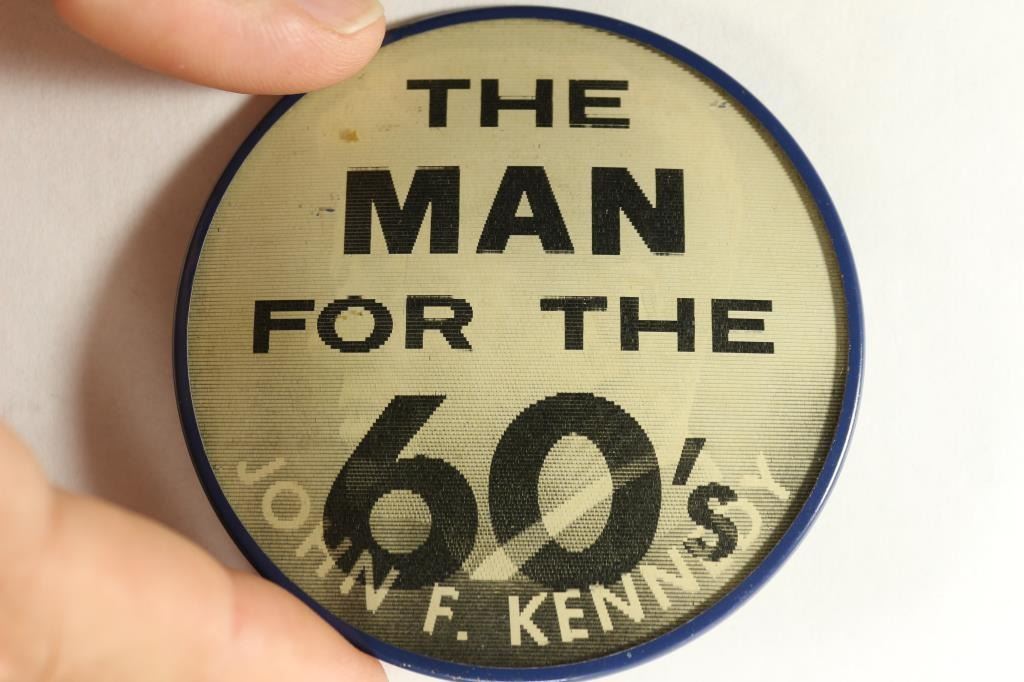 THE
MAN
FOR THE
60's
JOHN F. KENNEDY